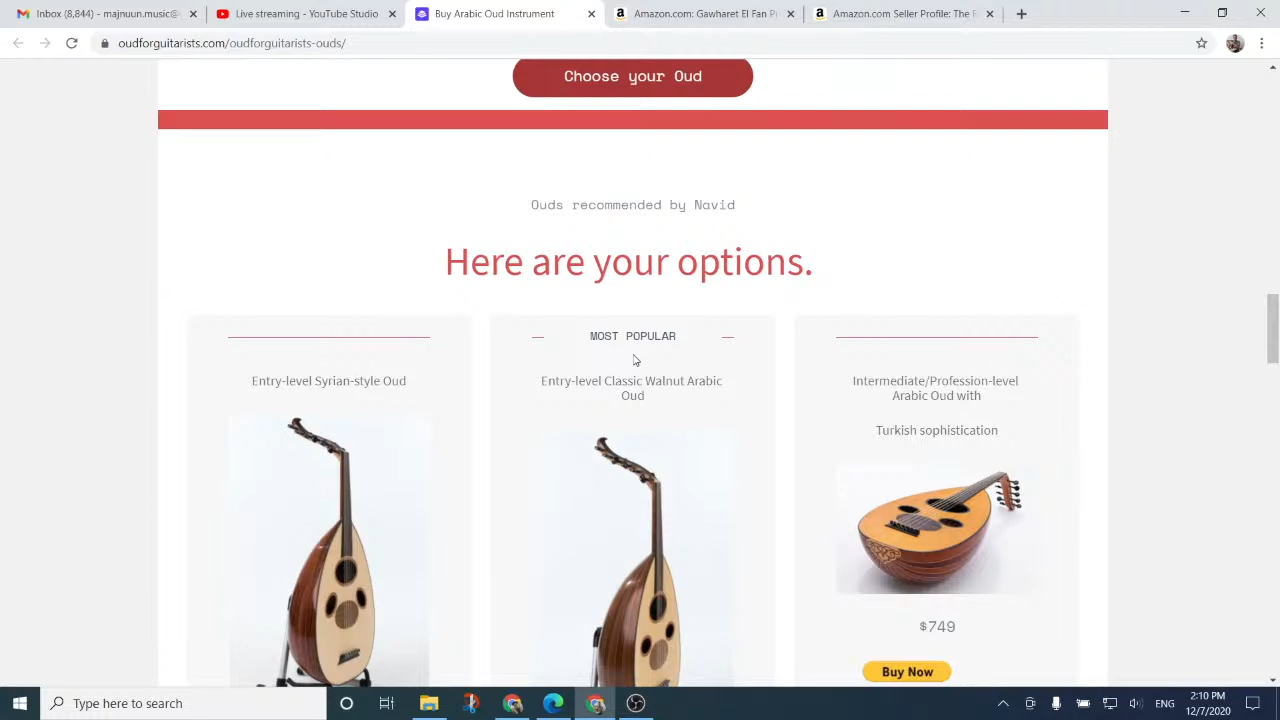 Inbox (8,844) - maqaurmusic@
Live streaming - YouTube Studio
Buy Arabic Oud Instrument
Amazon.com Gawharet El Fan P
Amazon.com Seller Profile: The
oudforguitarists.com/oudforguitarists-ouds/
Choose your Oud
Ouds recommended by Navid
Here are your options.
Entry-level Syrian-style Oud
MOST POPULAR
Entry-level Classic Walnut Arabic
Oud
Intermediate/Profession-level
Arabic Oud with
Turkish sophistication
$749
Buy Now
Type here to search
ENG
2:10 PM
12/7/2020